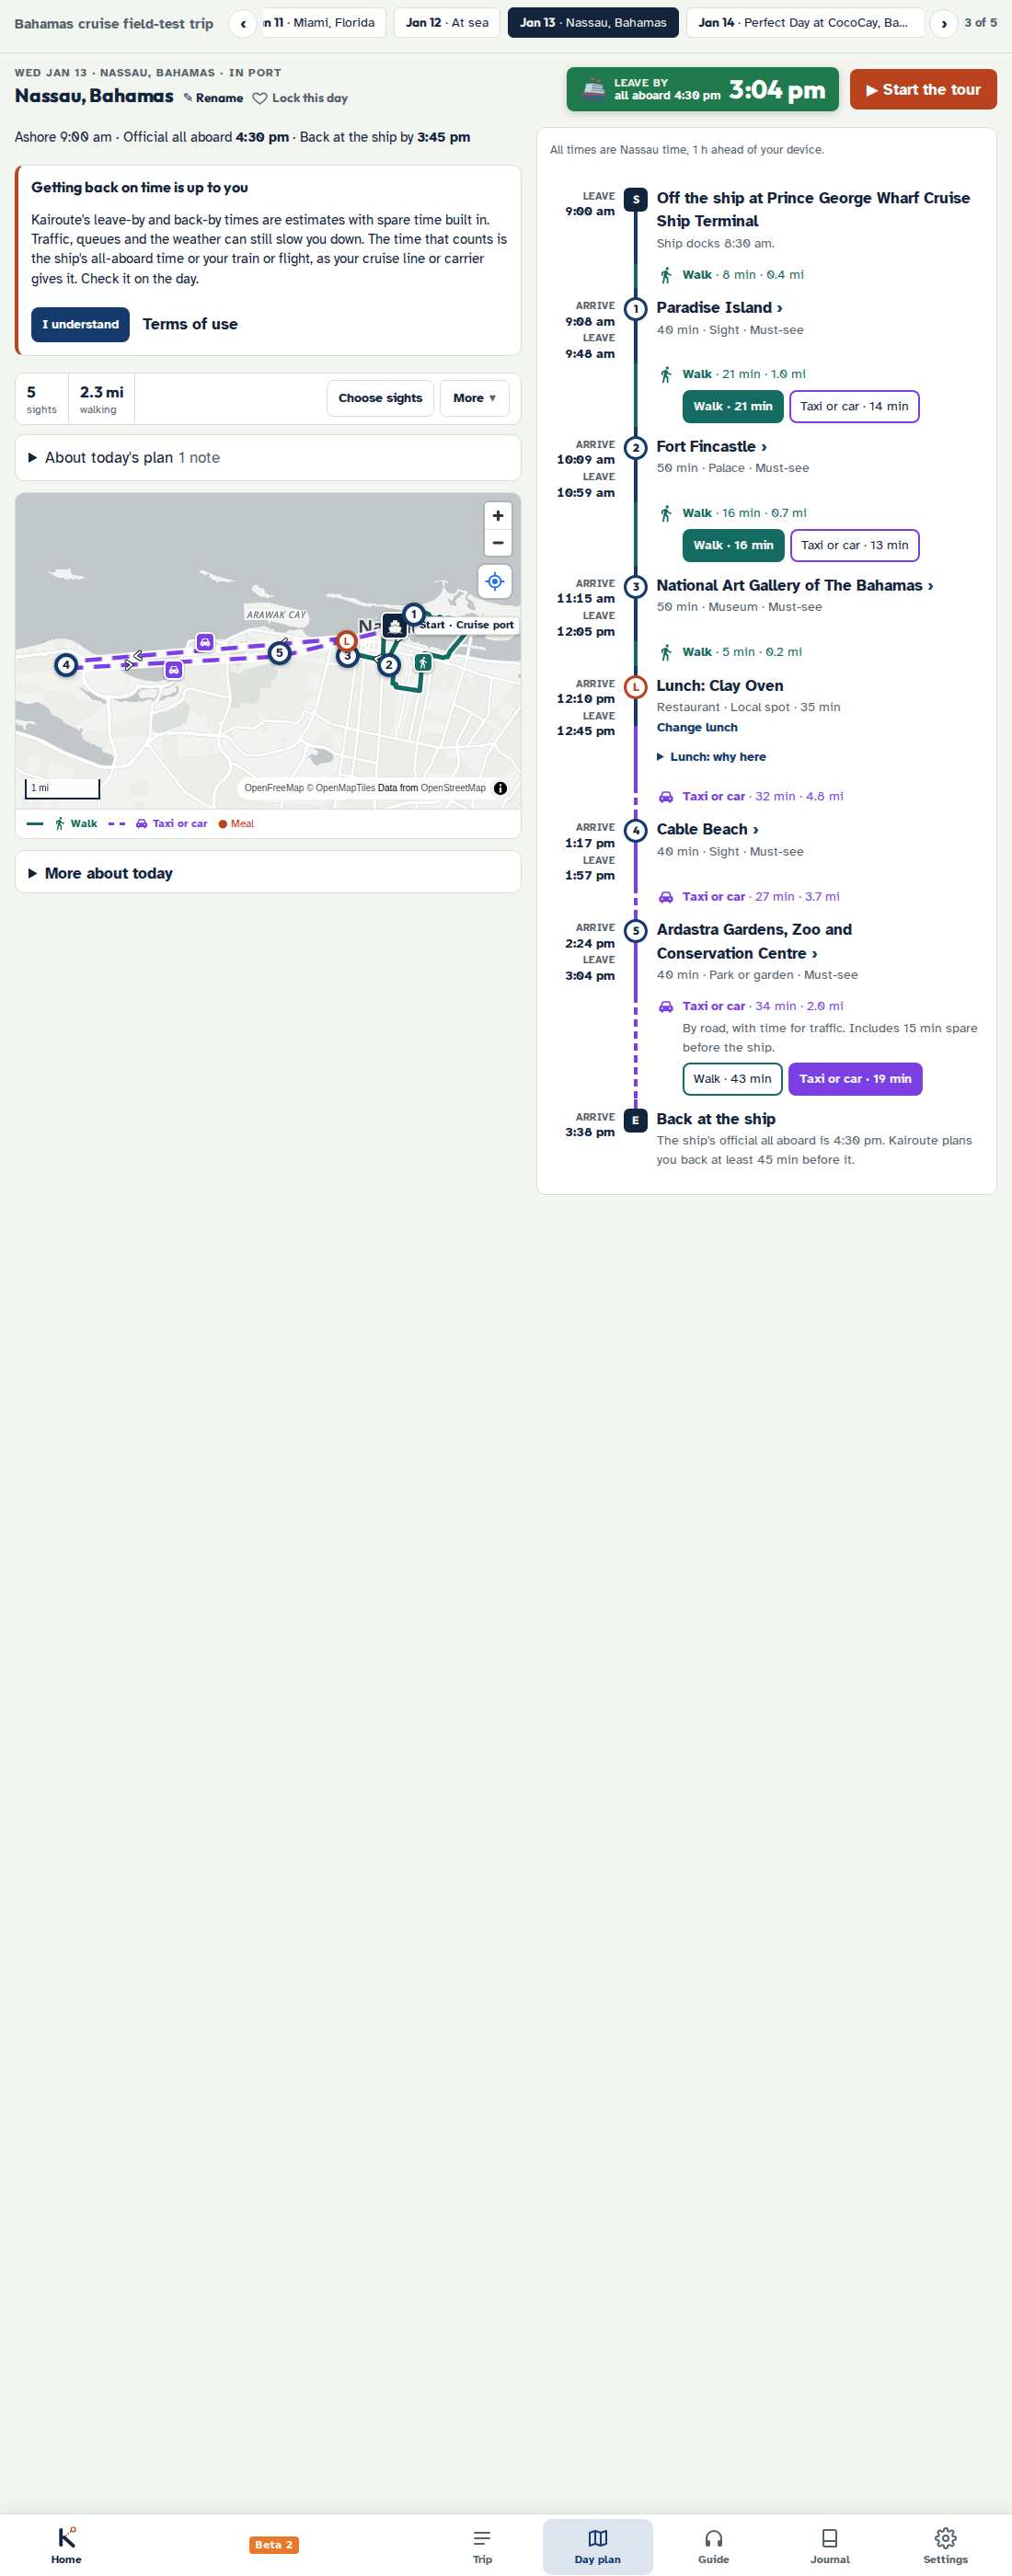 Bahamas cruise field-test trip
‹
n 11 · Miami, Florida
Jan 12 · At sea
Jan 13 · Nassau, Bahamas
Jan 14 · Perfect Day at CocoCay, Ba...
›
3 of 5
WED JAN 13 · NASSAU, BAHAMAS · IN PORT
Nassau, Bahamas
✎ Rename
Lock this day
LEAVE BY
all aboard 4:30 pm
3:04 pm
▶ Start the tour
Ashore 9:00 am · Official all aboard 4:30 pm · Back at the ship by 3:45 pm
Getting back on time is up to you
Kairoute's leave-by and back-by times are estimates with spare time built in.
Traffic, queues and the weather can still slow you down. The time that counts is
the ship's all-aboard time or your train or flight, as your cruise line or carrier
gives it. Check it on the day.
I understand
Terms of use
5
sights
2.3 mi
walking
Choose sights
More ▼
▶ About today's plan 1 note
+
−
ARAWAK CAY
Na
Start · Cruise port
1
2
3
4
5
L
1 mi
OpenFreeMap © OpenMapTiles Data from OpenStreetMap
Walk
Taxi or car
Meal
▶ More about today
All times are Nassau time, 1 h ahead of your device.
LEAVE
9:00 am
S
Off the ship at Prince George Wharf Cruise
Ship Terminal
Ship docks 8:30 am.
Walk · 8 min · 0.4 mi
ARRIVE
9:08 am
LEAVE
9:48 am
1
Paradise Island ›
40 min · Sight · Must-see
Walk · 21 min · 1.0 mi
Walk · 21 min
Taxi or car · 14 min
ARRIVE
10:09 am
LEAVE
10:59 am
2
Fort Fincastle ›
50 min · Palace · Must-see
Walk · 16 min · 0.7 mi
Walk · 16 min
Taxi or car · 13 min
ARRIVE
11:15 am
LEAVE
12:05 pm
3
National Art Gallery of The Bahamas ›
50 min · Museum · Must-see
Walk · 5 min · 0.2 mi
ARRIVE
12:10 pm
LEAVE
12:45 pm
L
Lunch: Clay Oven
Restaurant · Local spot · 35 min
Change lunch
▶ Lunch: why here
Taxi or car · 32 min · 4.8 mi
ARRIVE
1:17 pm
LEAVE
1:57 pm
4
Cable Beach ›
40 min · Sight · Must-see
Taxi or car · 27 min · 3.7 mi
ARRIVE
2:24 pm
LEAVE
3:04 pm
5
Ardastra Gardens, Zoo and
Conservation Centre ›
40 min · Park or garden · Must-see
Taxi or car · 34 min · 2.0 mi
By road, with time for traffic. Includes 15 min spare
before the ship.
Walk · 43 min
Taxi or car · 19 min
ARRIVE
3:38 pm
E
Back at the ship
The ship's official all aboard is 4:30 pm. Kairoute plans
you back at least 45 min before it.
Home
Beta 2
Trip
Day plan
Guide
Journal
Settings